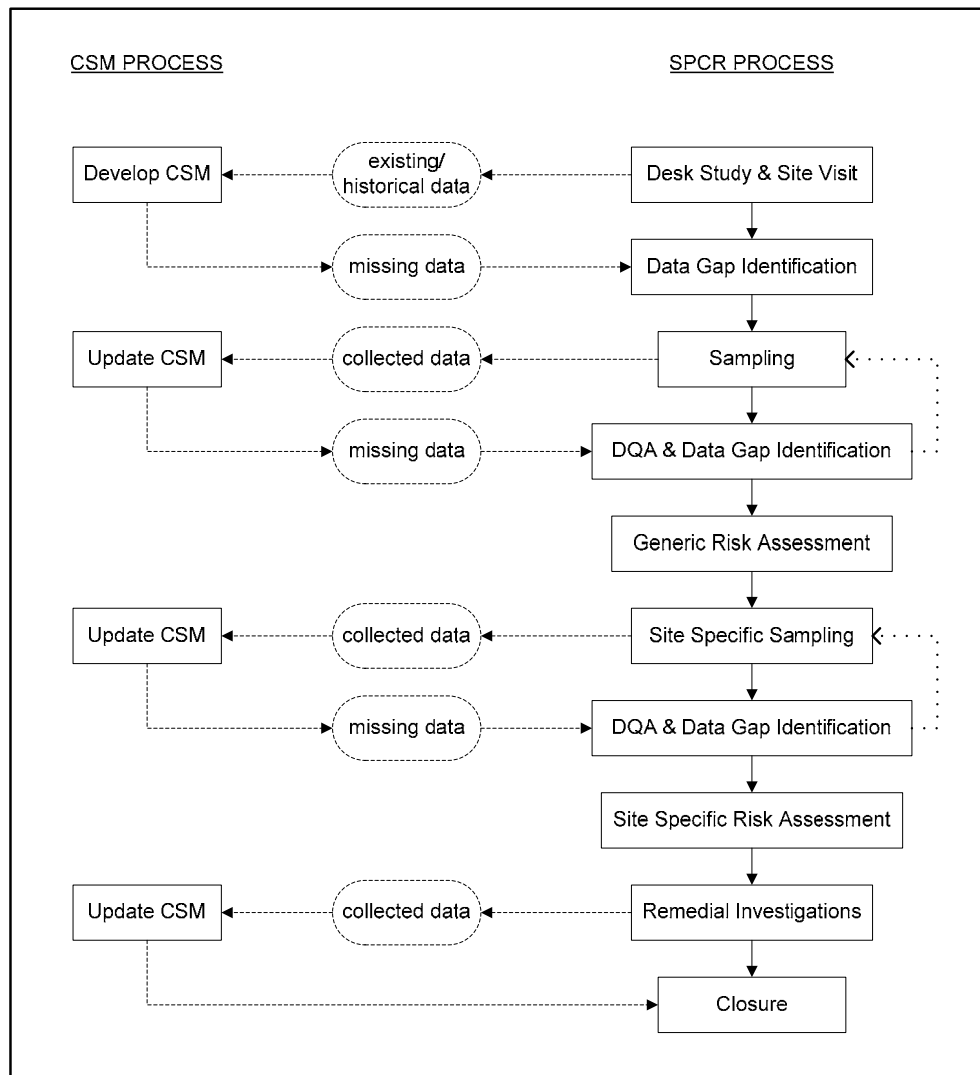 CSM PROCESS
SPCR PROCESS
Develop CSM
existing/
historical data
Desk Study & Site Visit
missing data
Data Gap Identification
Update CSM
collected data
Sampling
missing data
DQA & Data Gap Identification
Generic Risk Assessment
Update CSM
collected data
Site Specific Sampling
missing data
DQA & Data Gap Identification
Site Specific Risk Assessment
Update CSM
collected data
Remedial Investigations
Closure